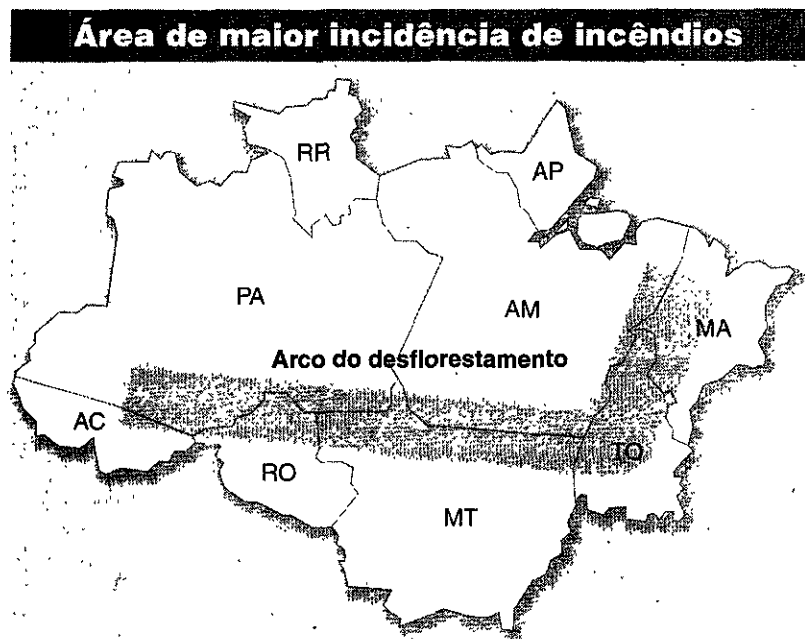 Área de maior incidência de incêndios
RR
AP
PA
AM
MA
Arco do desflorestamento
AC
TO
RO
MT